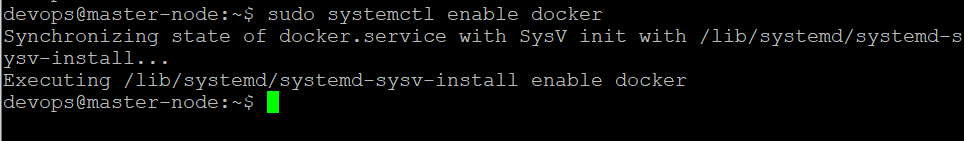 devops@master-node:~$ sudo systemctl enable docker
Synchronizing state of docker.service with SysV init with /lib/systemd/systemd-s
ysv-install...
Executing /lib/systemd/systemd-sysv-install enable docker
devops@master-node:~$